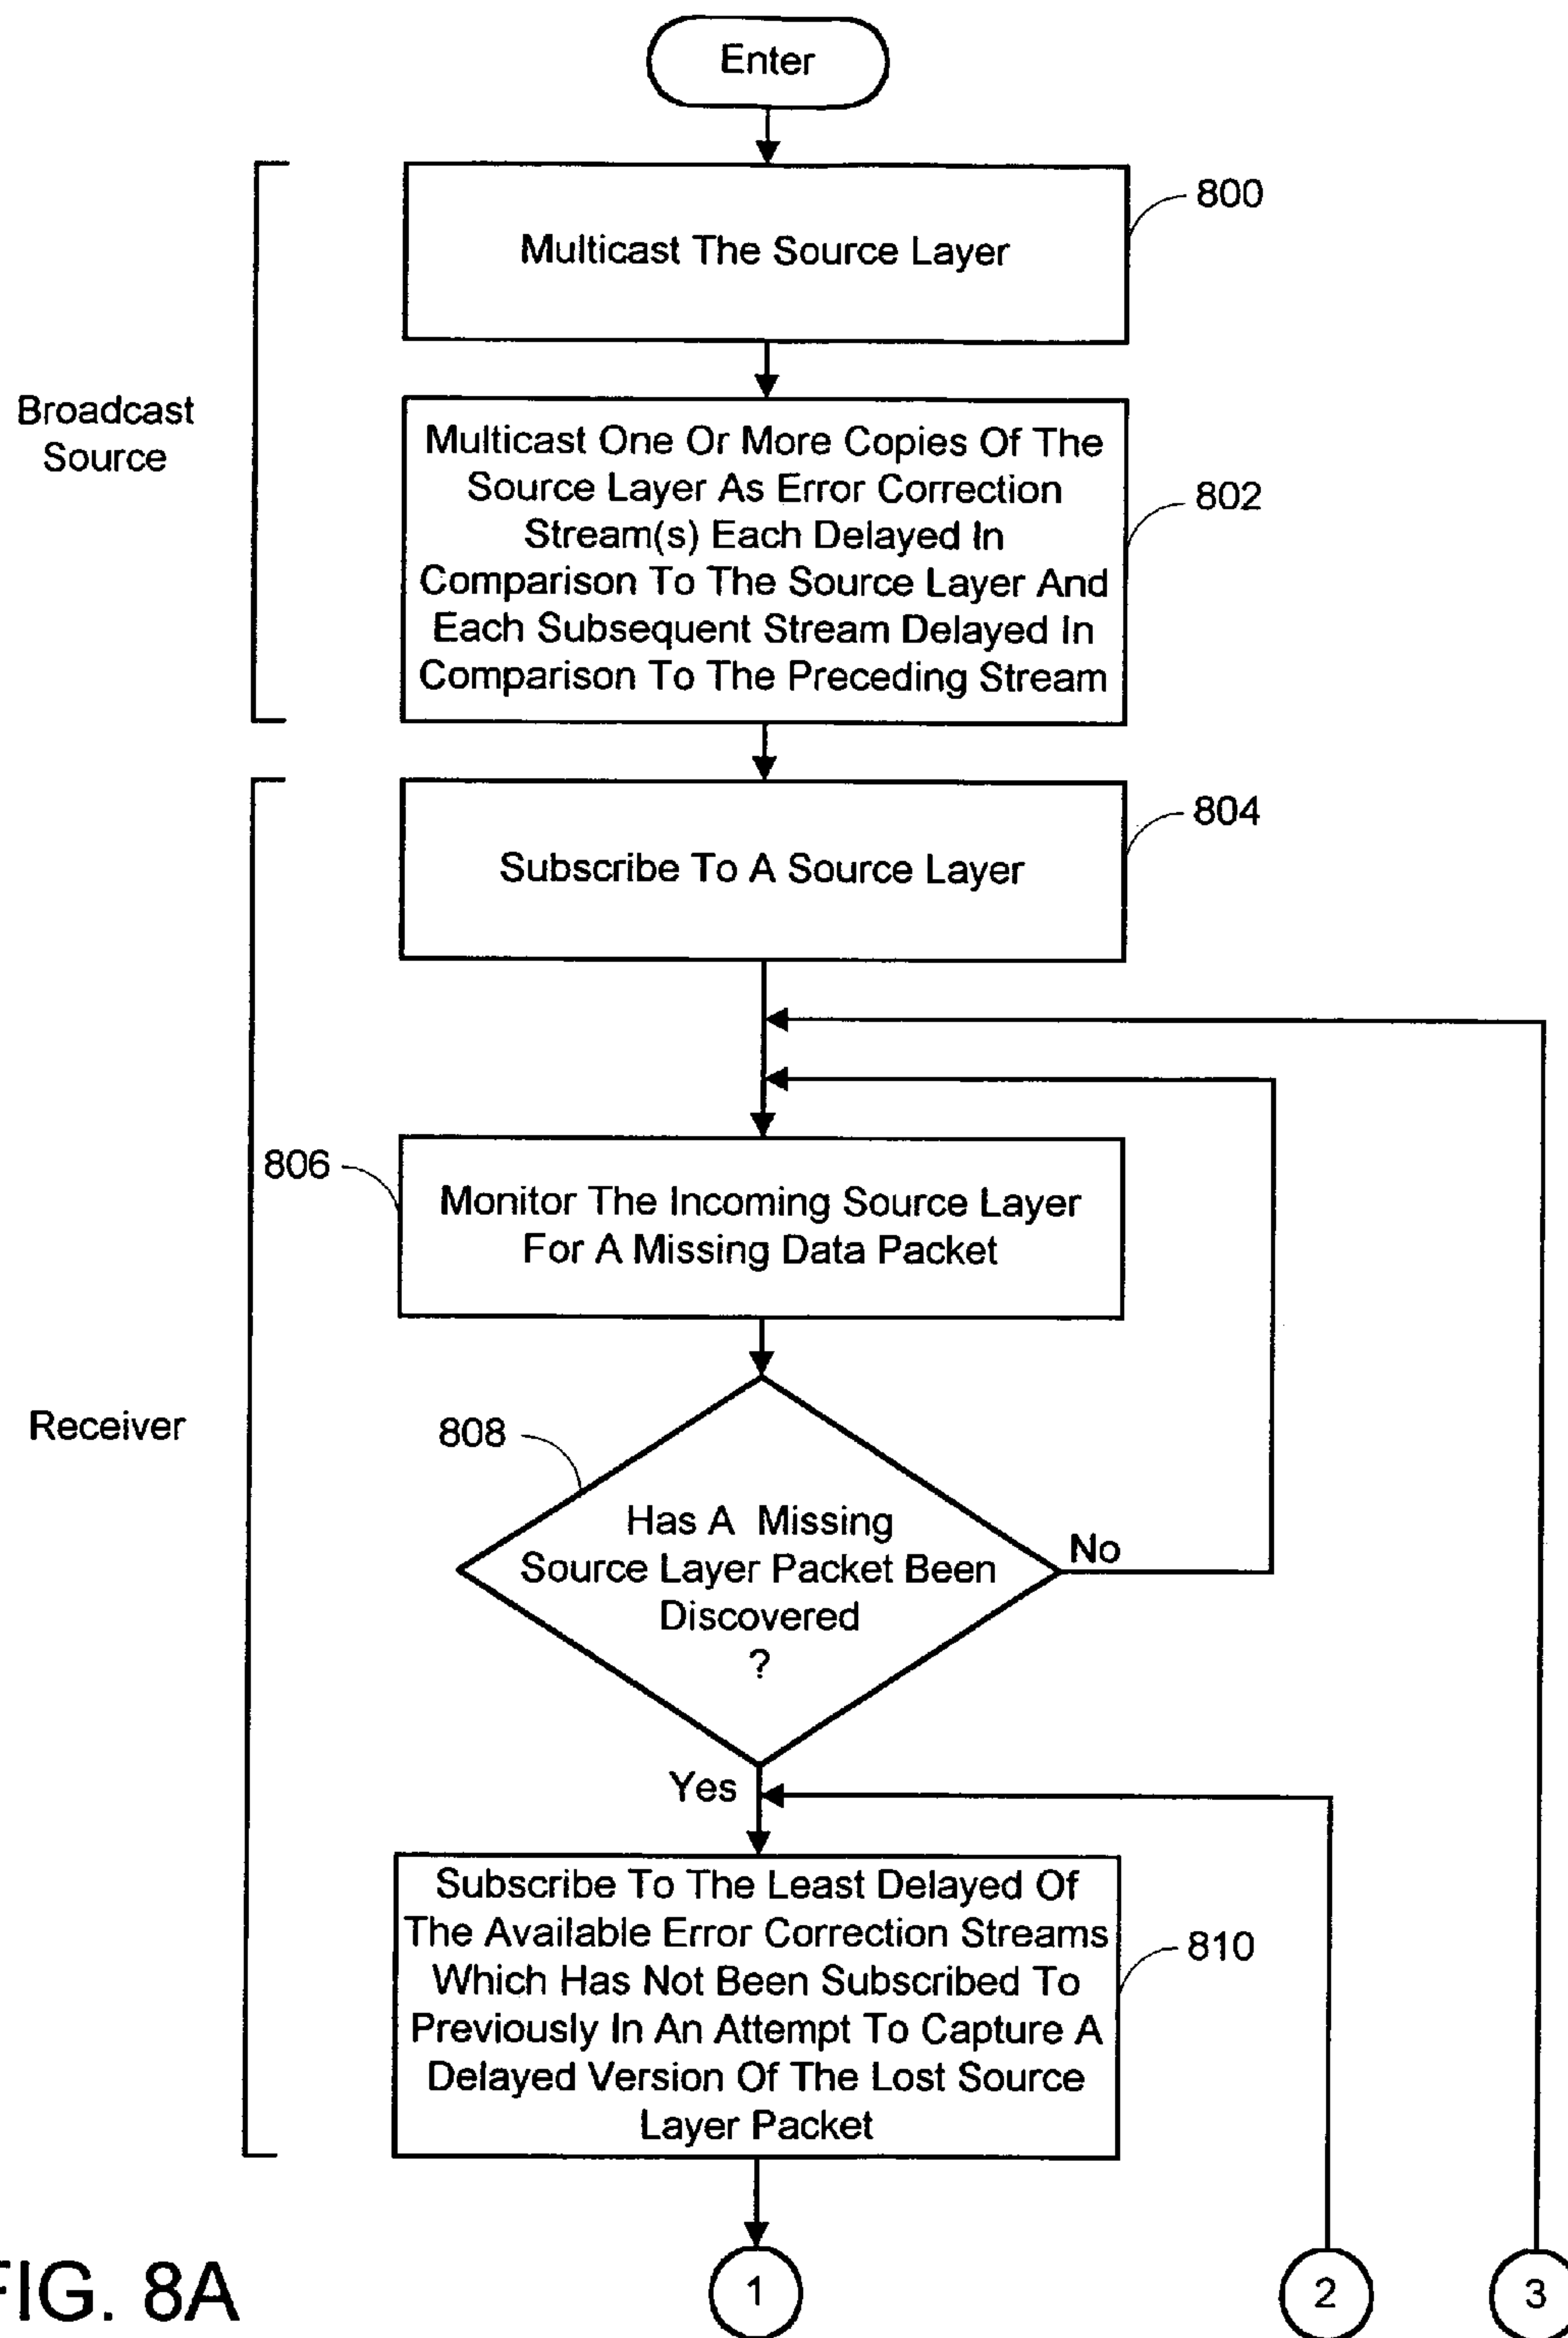 Enter
Multicast The Source Layer
800
Broadcast
Source
Multicast One Or More Copies Of The
Source Layer As Error Correction
Stream(s) Each Delayed In
Comparison To The Source Layer And
Each Subsequent Stream Delayed In
Comparison To The Preceding Stream
802
Subscribe To A Source Layer
804
806
Monitor The Incoming Source Layer
For A Missing Data Packet
Receiver
808
Has A Missing
Source Layer Packet Been
Discovered
?
No
Yes
Subscribe To The Least Delayed Of
The Available Error Correction Streams
Which Has Not Been Subscribed To
Previously In An Attempt To Capture A
Delayed Version Of The Lost Source
Layer Packet
810
FIG. 8A
1
2
3